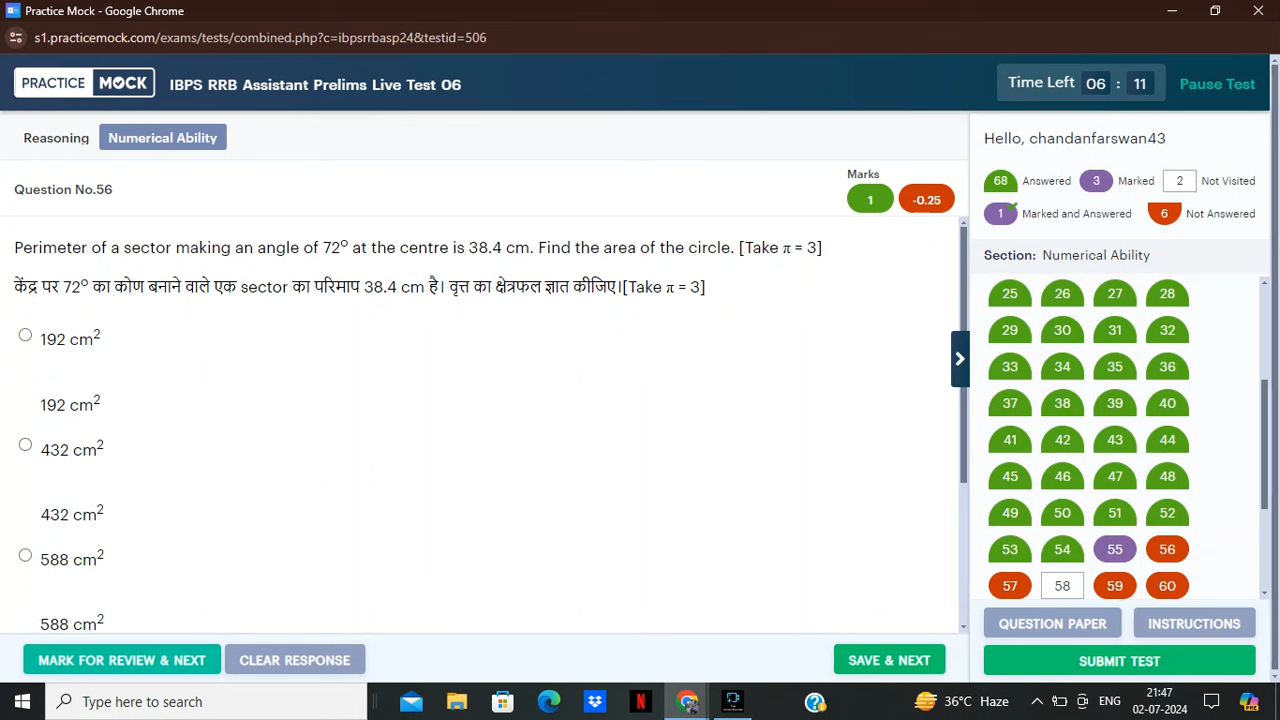 Practice Mock - Google Chrome
s1.practicemock.com/exams/tests/combined.php?c=ibpsrrbasp24&testid=506
PRACTICE MOCK IBPS RRB Assistant Prelims Live Test 06 Time Left 06 : 11 Pause Test
Reasoning Numerical Ability
Hello, chandanfarswan43
Question No.56
Marks
1 -0.25
68 Answered 3 Marked 2 Not Visited
1 Marked and Answered 6 Not Answered
Section: Numerical Ability
Perimeter of a sector making an angle of 72⁰ at the centre is 38.4 cm. Find the area of the circle. [Take π = 3]
केंद्र पर 72⁰ का कोण बनाने वाले एक sector का परिमाप 38.4 cm है। वृत्त का क्षेत्रफल ज्ञात कीजिए।[Take π = 3]
192 cm²
192 cm²
432 cm²
432 cm²
588 cm²
588 cm²
25 26 27 28
29 30 31 32
33 34 35 36
37 38 39 40
41 42 43 44
45 46 47 48
49 50 51 52
53 54 55 56
57 58 59 60
QUESTION PAPER INSTRUCTIONS
MARK FOR REVIEW & NEXT CLEAR RESPONSE SAVE & NEXT SUBMIT TEST
Type here to search
36°C Haze ENG 21:47
02-07-2024